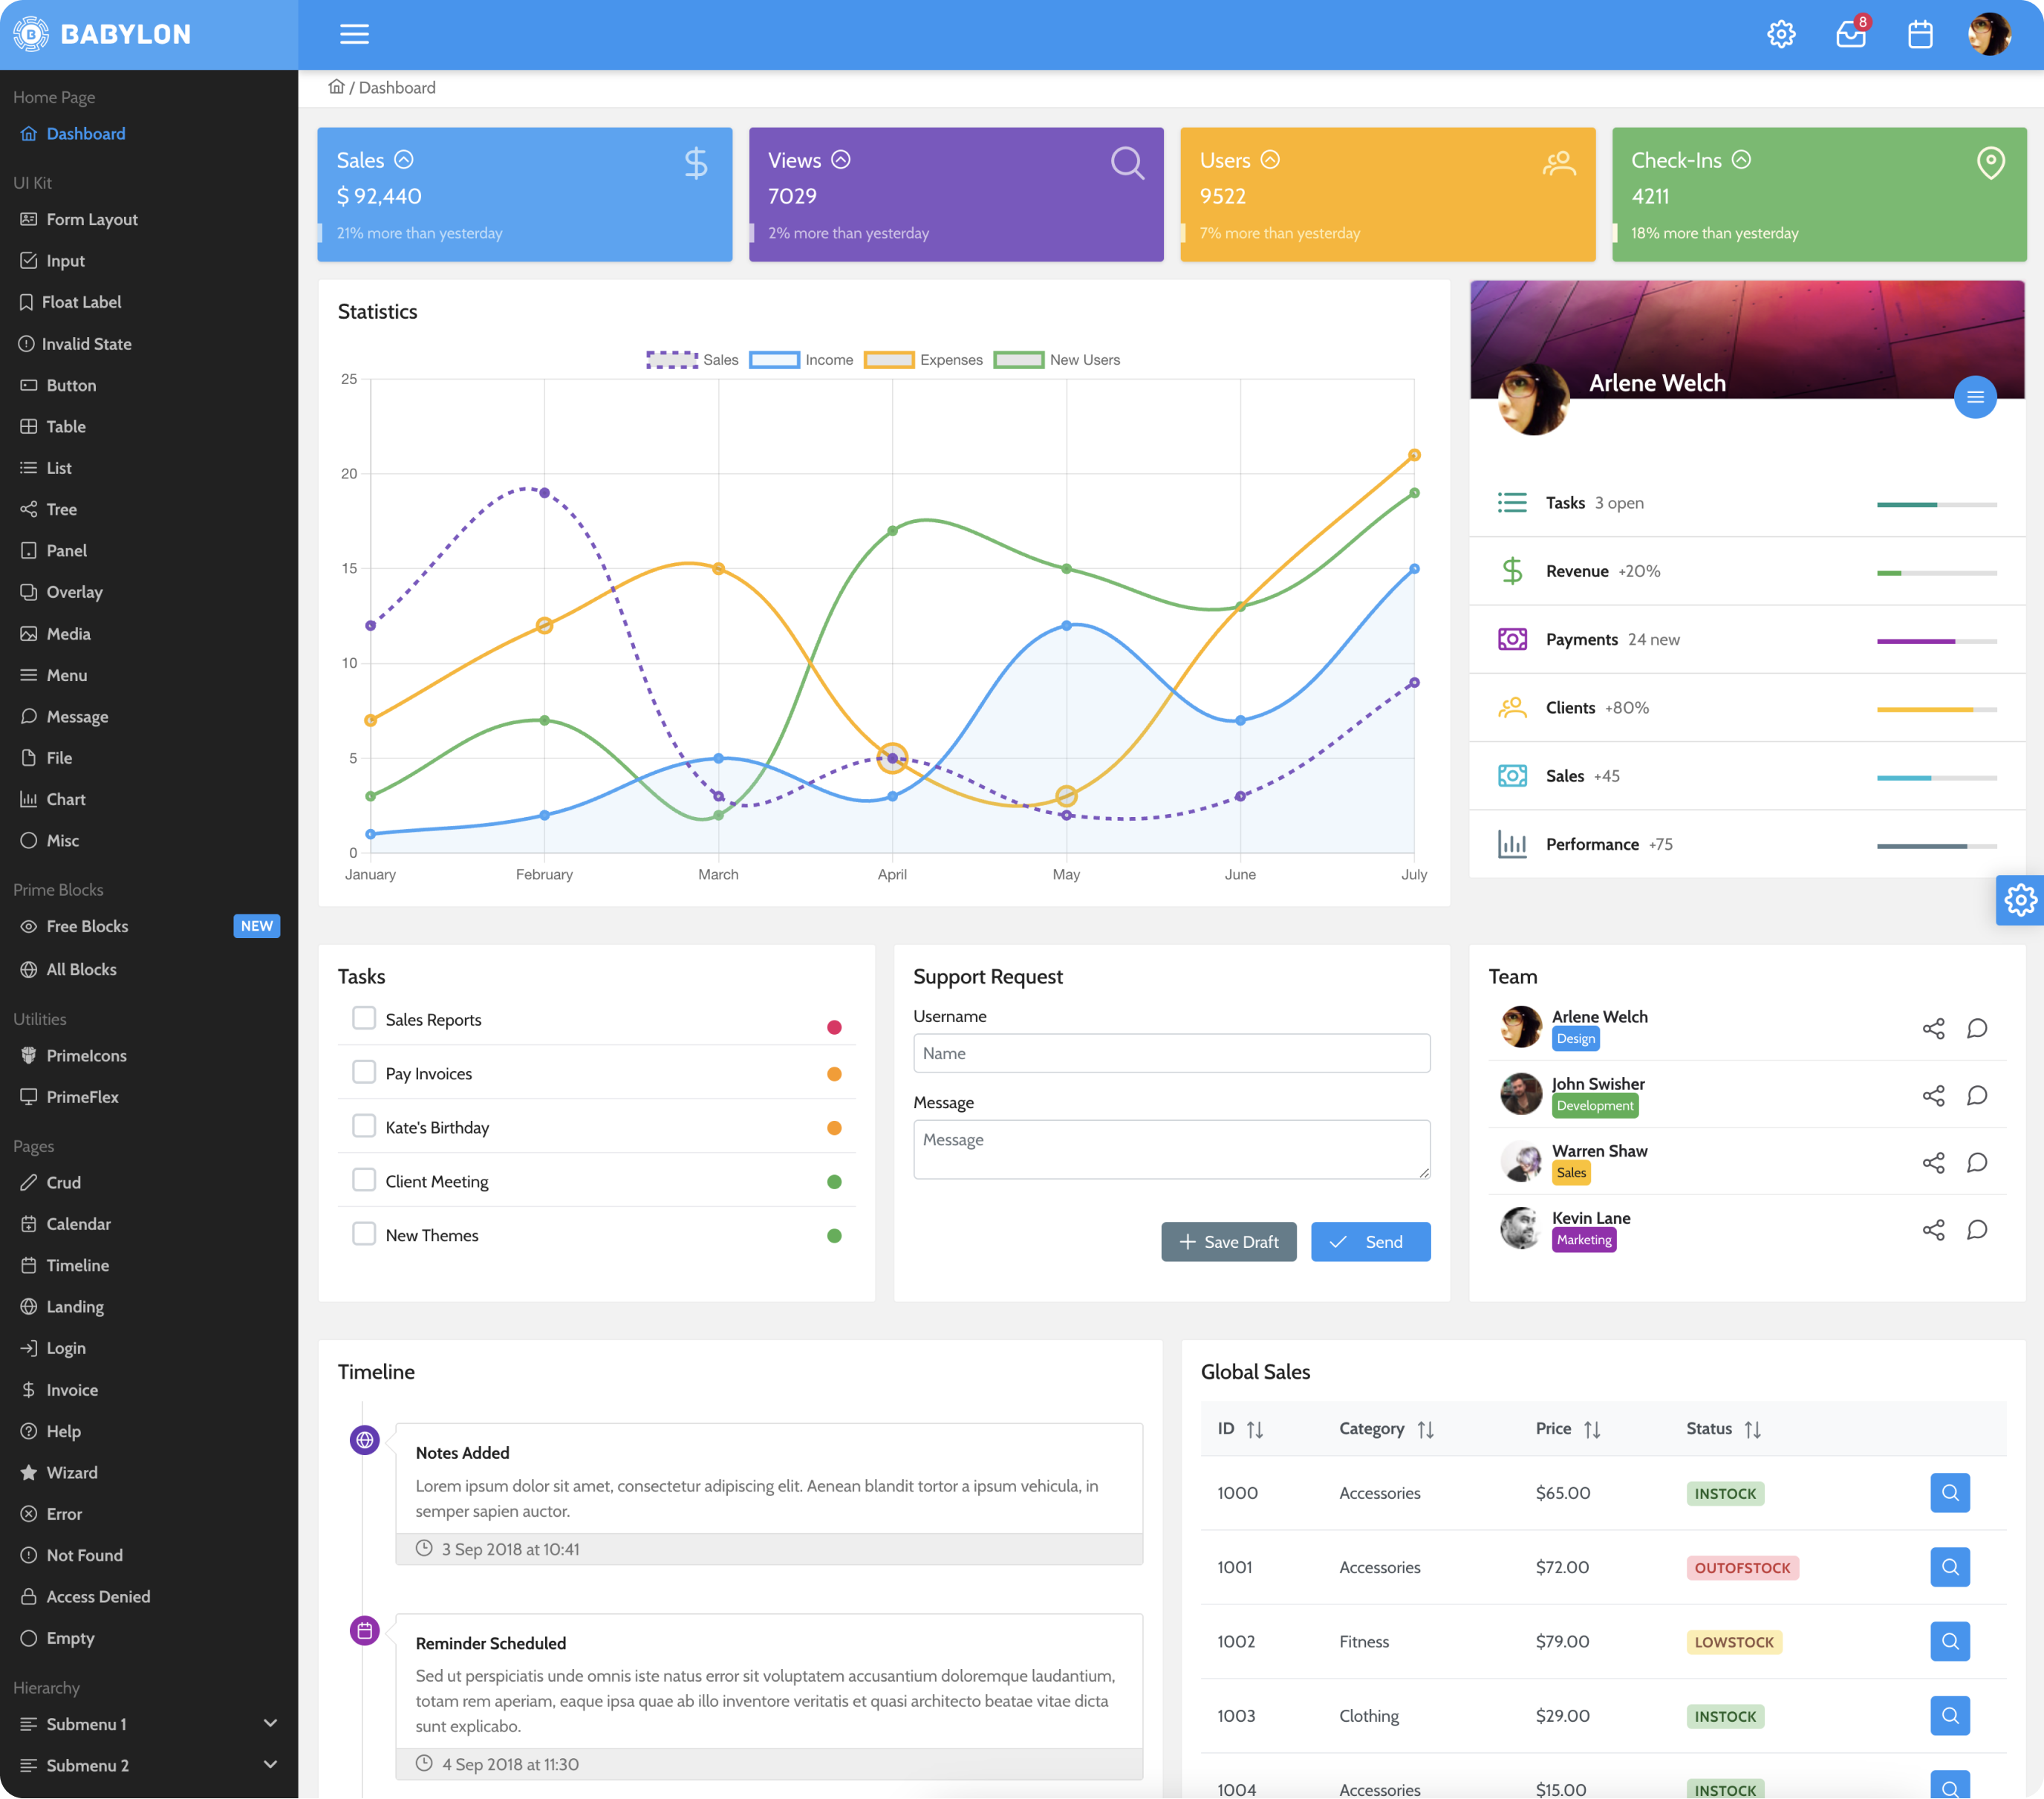 BABYLON
8
Home Page
Dashboard
UI Kit
Form Layout
Input
Float Label
Invalid State
Button
Table
List
Tree
Panel
Overlay
Media
Menu
Message
File
Chart
Misc
Prime Blocks
Free Blocks NEW
All Blocks
Utilities
PrimeIcons
PrimeFlex
Pages
Crud
Calendar
Timeline
Landing
Login
Invoice
Help
Wizard
Error
Not Found
Access Denied
Empty
Hierarchy
Submenu 1
Submenu 2
/ Dashboard
Sales
$ 92,440
21% more than yesterday
Views
7029
2% more than yesterday
Users
9522
7% more than yesterday
Check-Ins
4211
18% more than yesterday
Statistics
Sales Income Expenses New Users
25
20
15
10
5
0
January February March April May June July
Arlene Welch
Tasks 3 open
Revenue +20%
Payments 24 new
Clients +80%
Sales +45
Performance +75
Tasks
Sales Reports
Pay Invoices
Kate's Birthday
Client Meeting
New Themes
Support Request
Username
Name
Message
Message
Save Draft Send
Team
Arlene Welch
Design
John Swisher
Development
Warren Shaw
Sales
Kevin Lane
Marketing
Timeline
Notes Added
Lorem ipsum dolor sit amet, consectetur adipiscing elit. Aenean blandit tortor a ipsum vehicula, in
semper sapien auctor.
3 Sep 2018 at 10:41
Reminder Scheduled
Sed ut perspiciatis unde omnis iste natus error sit voluptatem accusantium doloremque laudantium,
totam rem aperiam, eaque ipsa quae ab illo inventore veritatis et quasi architecto beatae vitae dicta
sunt explicabo.
4 Sep 2018 at 11:30
Global Sales
ID Category Price Status
1000 Accessories $65.00 INSTOCK
1001 Accessories $72.00 OUTOFSTOCK
1002 Fitness $79.00 LOWSTOCK
1003 Clothing $29.00 INSTOCK
1004 Accessories $15.00 INSTOCK